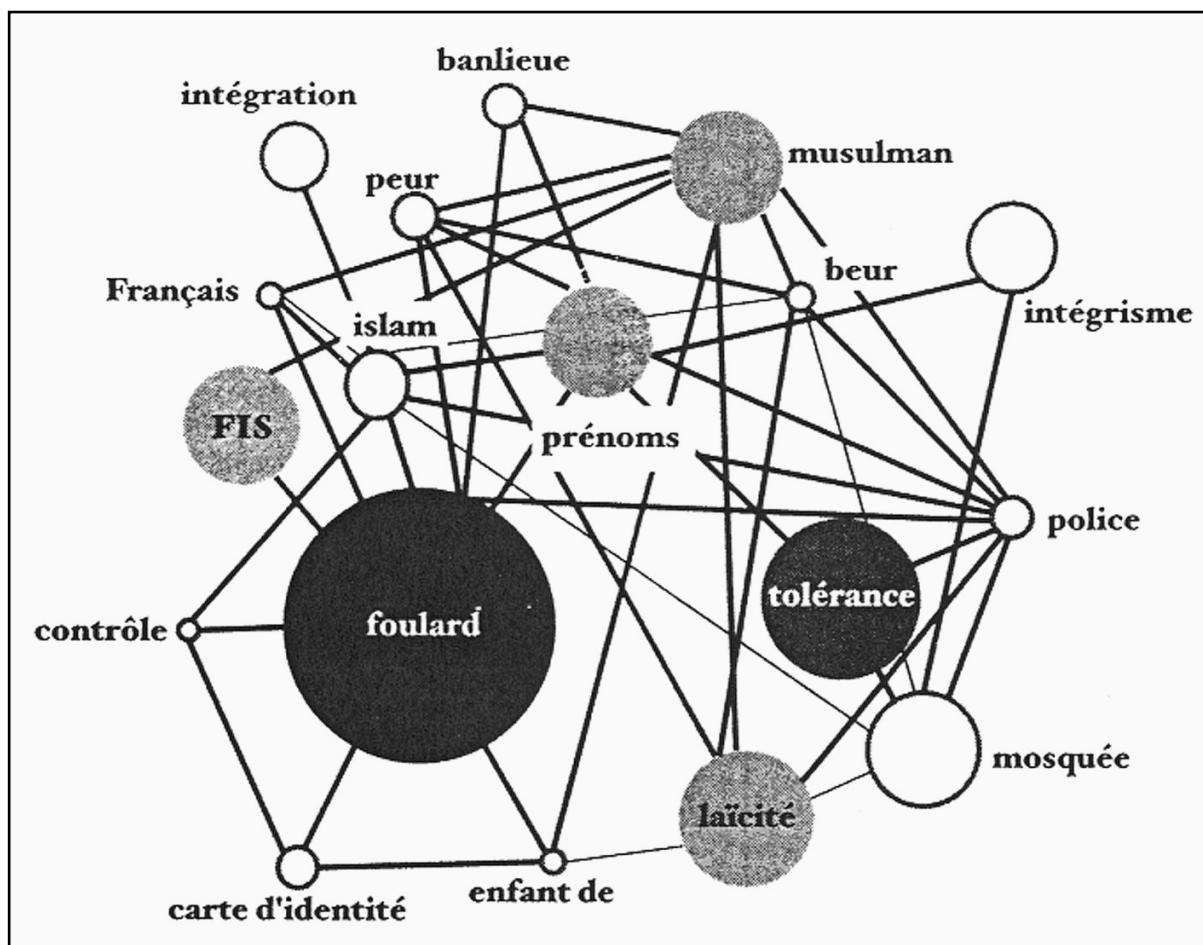 banlieue
intégration
musulman
peur
beur
Français
intégrisme
islam
FIS
prénoms
police
tolérance
foulard
contrôle
mosquée
laïcité
enfant de
carte d'identité